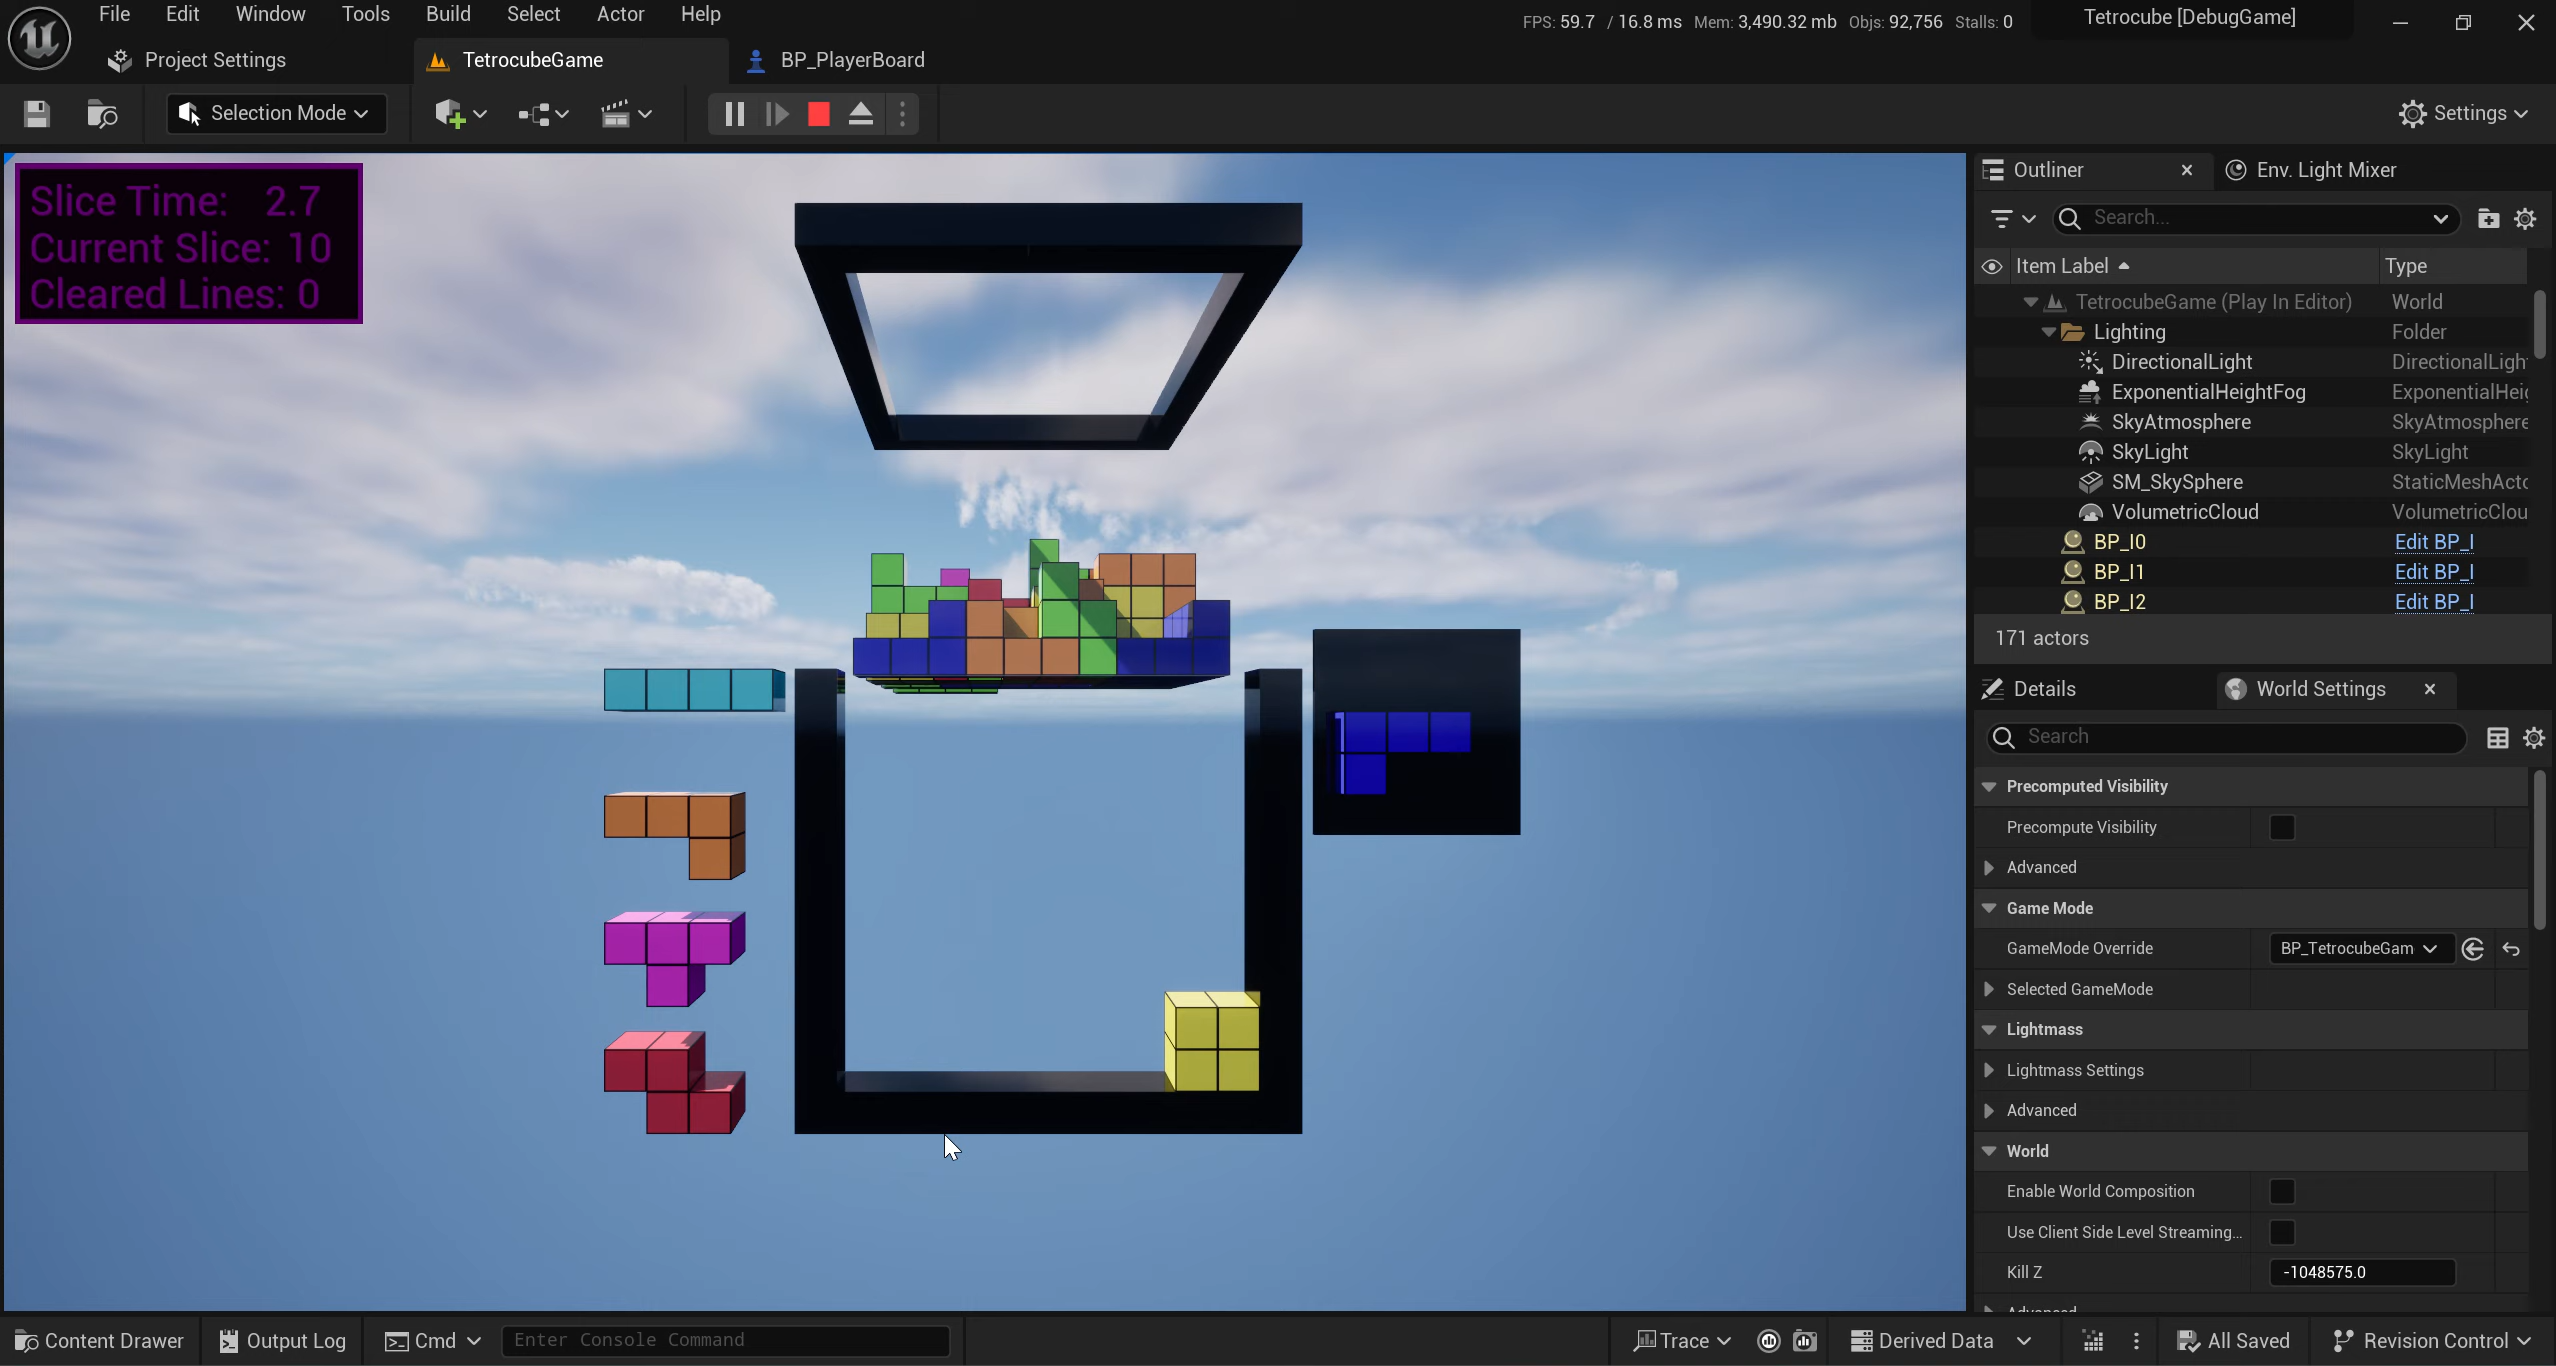 File Edit Window Tools Build Select Actor Help
FPS: 59.7 / 16.8 ms Mem: 3,490.32 mb Objs: 92,756 Stalls: 0
Tetrocube [DebugGame]
Project Settings
TetrocubeGame
BP_PlayerBoard
Selection Mode
Settings
Slice Time: 2.7
Current Slice: 10
Cleared Lines: 0
Outliner
Env. Light Mixer
Search...
Item Label Type
TetrocubeGame (Play In Editor) World
Lighting Folder
DirectionalLight DirectionalLigh
ExponentialHeightFog ExponentialHei
SkyAtmosphere SkyAtmosphere
SkyLight SkyLight
SM_SkySphere StaticMeshAct
VolumetricCloud VolumetricClou
BP_I0 Edit BP_I
BP_I1 Edit BP_I
BP_I2 Edit BP_I
171 actors
Details
World Settings
Search
Precomputed Visibility
Precompute Visibility
Advanced
Game Mode
GameMode Override BP_TetrocubeGam
Selected GameMode
Lightmass
Lightmass Settings
Advanced
World
Enable World Composition
Use Client Side Level Streaming...
Kill Z -1048575.0
Advanced
Content Drawer
Output Log
Cmd
Enter Console Command
Trace
Derived Data
All Saved
Revision Control